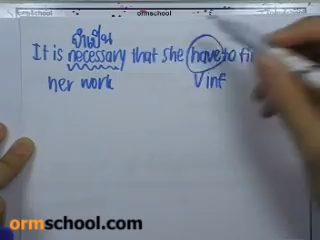 ormschool ormschool
จำเป็น
It is necessary that she have to fi
her work Vinf
ormschool.com